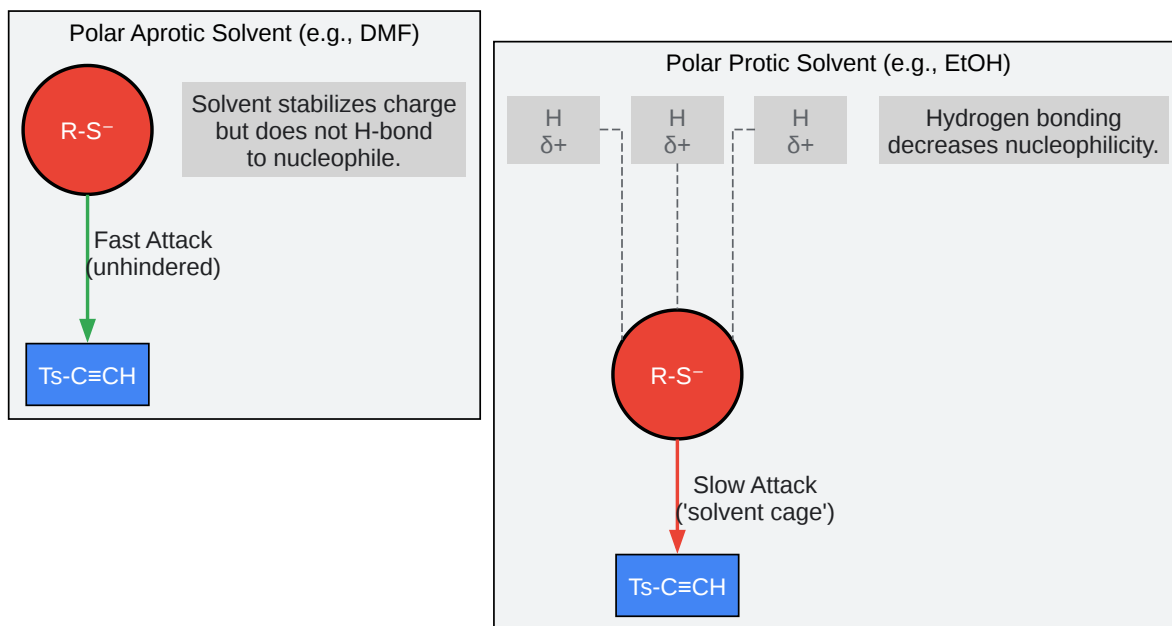 Polar Aprotic Solvent (e.g., DMF)
R-S⁻
Solvent stabilizes charge
but does not H-bond
to nucleophile.
Fast Attack
(unhindered)
Ts-C≡CH
Polar Protic Solvent (e.g., EtOH)
H
δ+
H
δ+
H
δ+
Hydrogen bonding
decreases nucleophilicity.
R-S⁻
Slow Attack
('solvent cage')
Ts-C≡CH